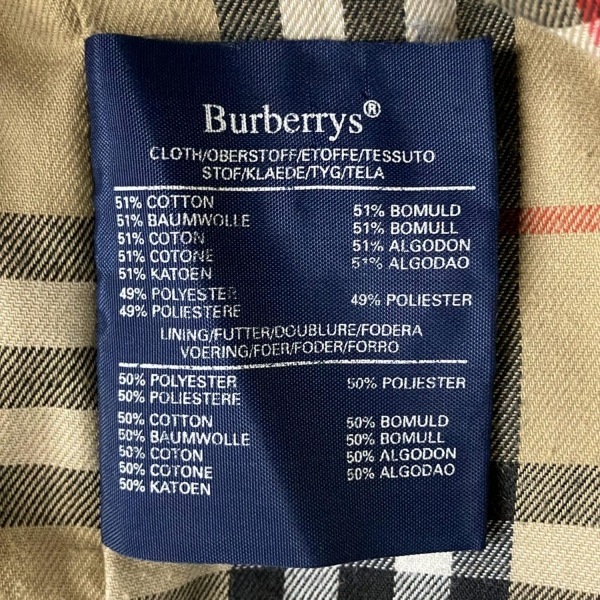 Burberrys®
CLOTH/OBERSTOFF/ETOFFE/TESSUTO
STOF/KLAEDE/TYG/TELA
51% COTTON
51% BAUMWOLLE
51% COTON
51% COTONE
51% KATOEN
51% BOMULD
51% BOMULL
51% ALGODON
51% ALGODAO
49% POLYESTER
49% POLIESTERE
49% POLIESTER
LINING/FUTTER/DOUBLURE/FODERA
VOERING/FOER/FODER/FORRO
50% POLYESTER
50% POLIESTERE
50% POLIESTER
50% COTTON
50% BAUMWOLLE
50% COTON
50% COTONE
50% KATOEN
50% BOMULD
50% BOMULL
50% ALGODON
50% ALGODAO